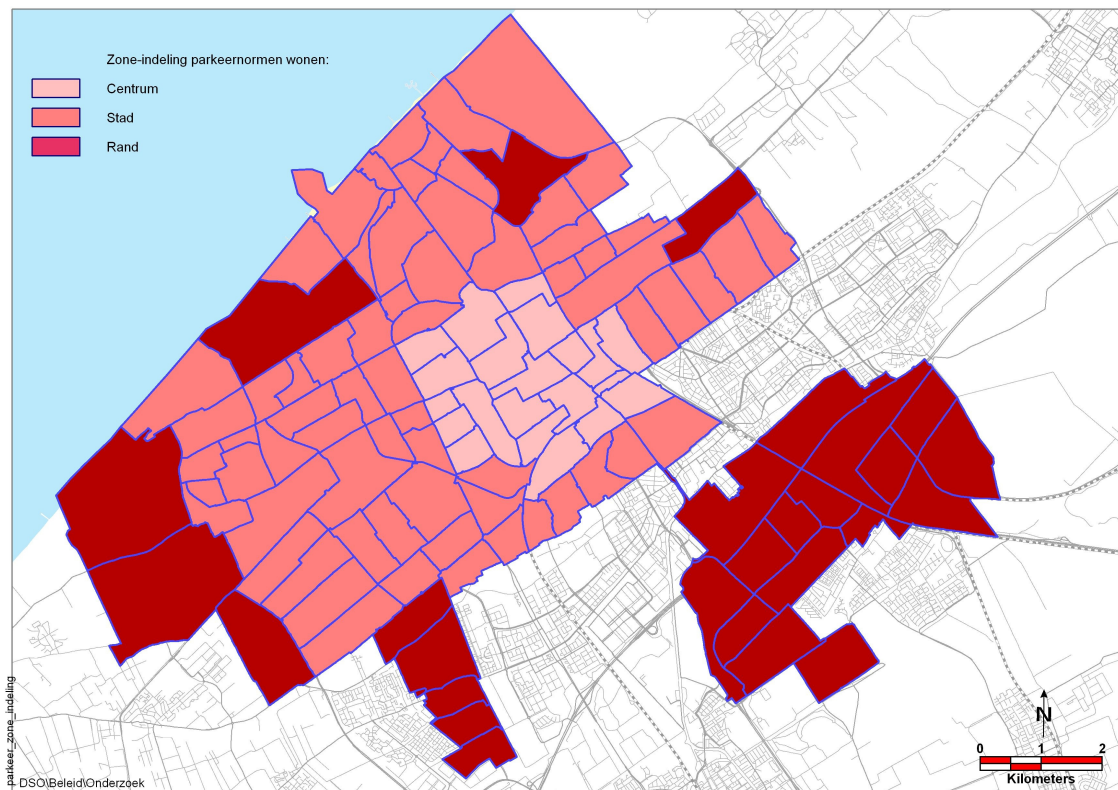 Zone-indeling parkeernormen wonen:
Centrum
Stad
Rand
parkeer_zone_indeling
DSO\Beleid\Onderzoek
N
0 1 2
Kilometers